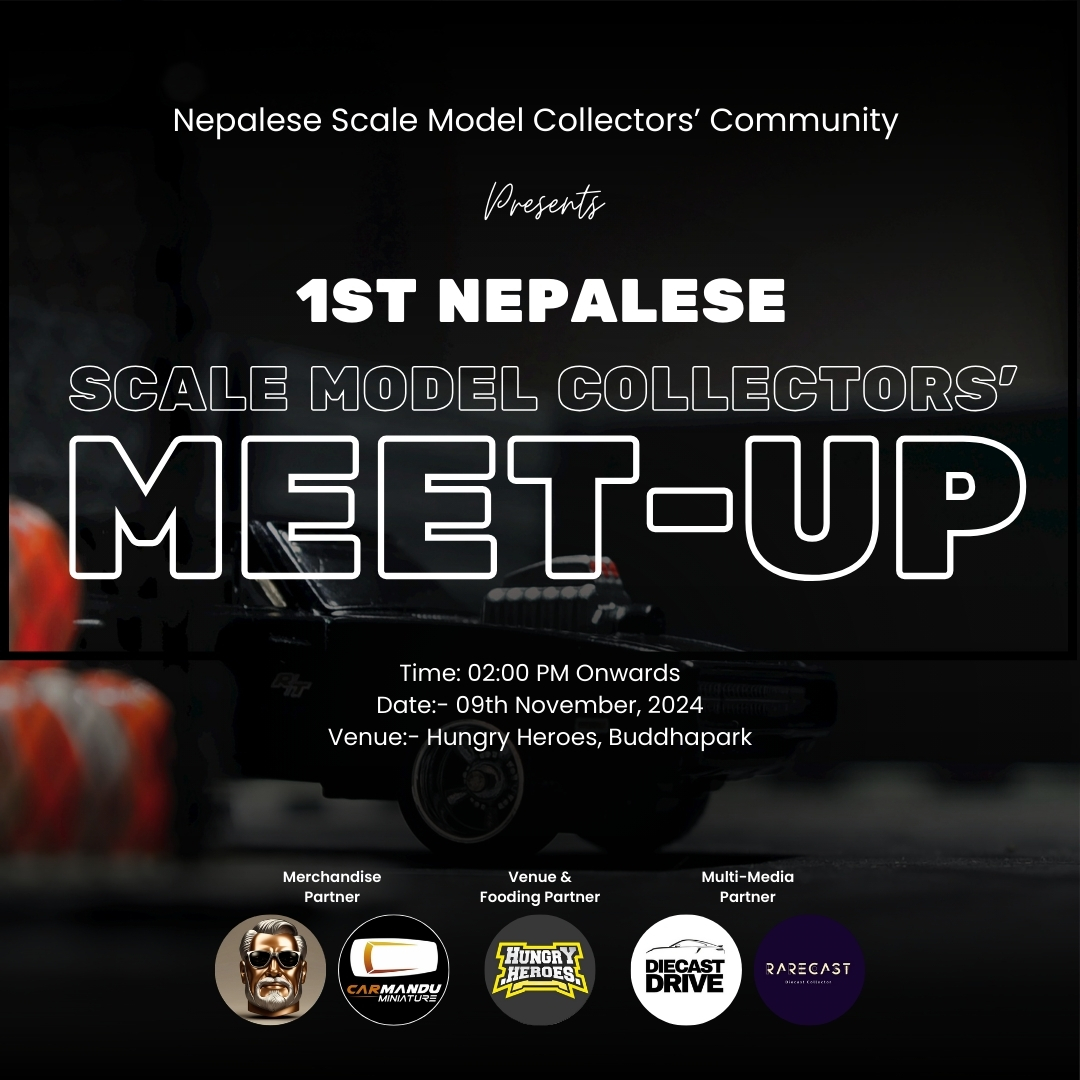 Nepalese Scale Model Collectors’ Community
Presents
1ST NEPALESE
SCALE MODEL COLLECTORS’
MEET-UP
R/T
Time: 02:00 PM Onwards
Date:- 09th November, 2024
Venue:- Hungry Heroes, Buddhapark
Merchandise
Partner
Venue &
Fooding Partner
Multi-Media
Partner
CARMANDU
MINIATURE
HUNGRY
HEROES
DIECAST
DRIVE
RARECAST
Diecast Collector